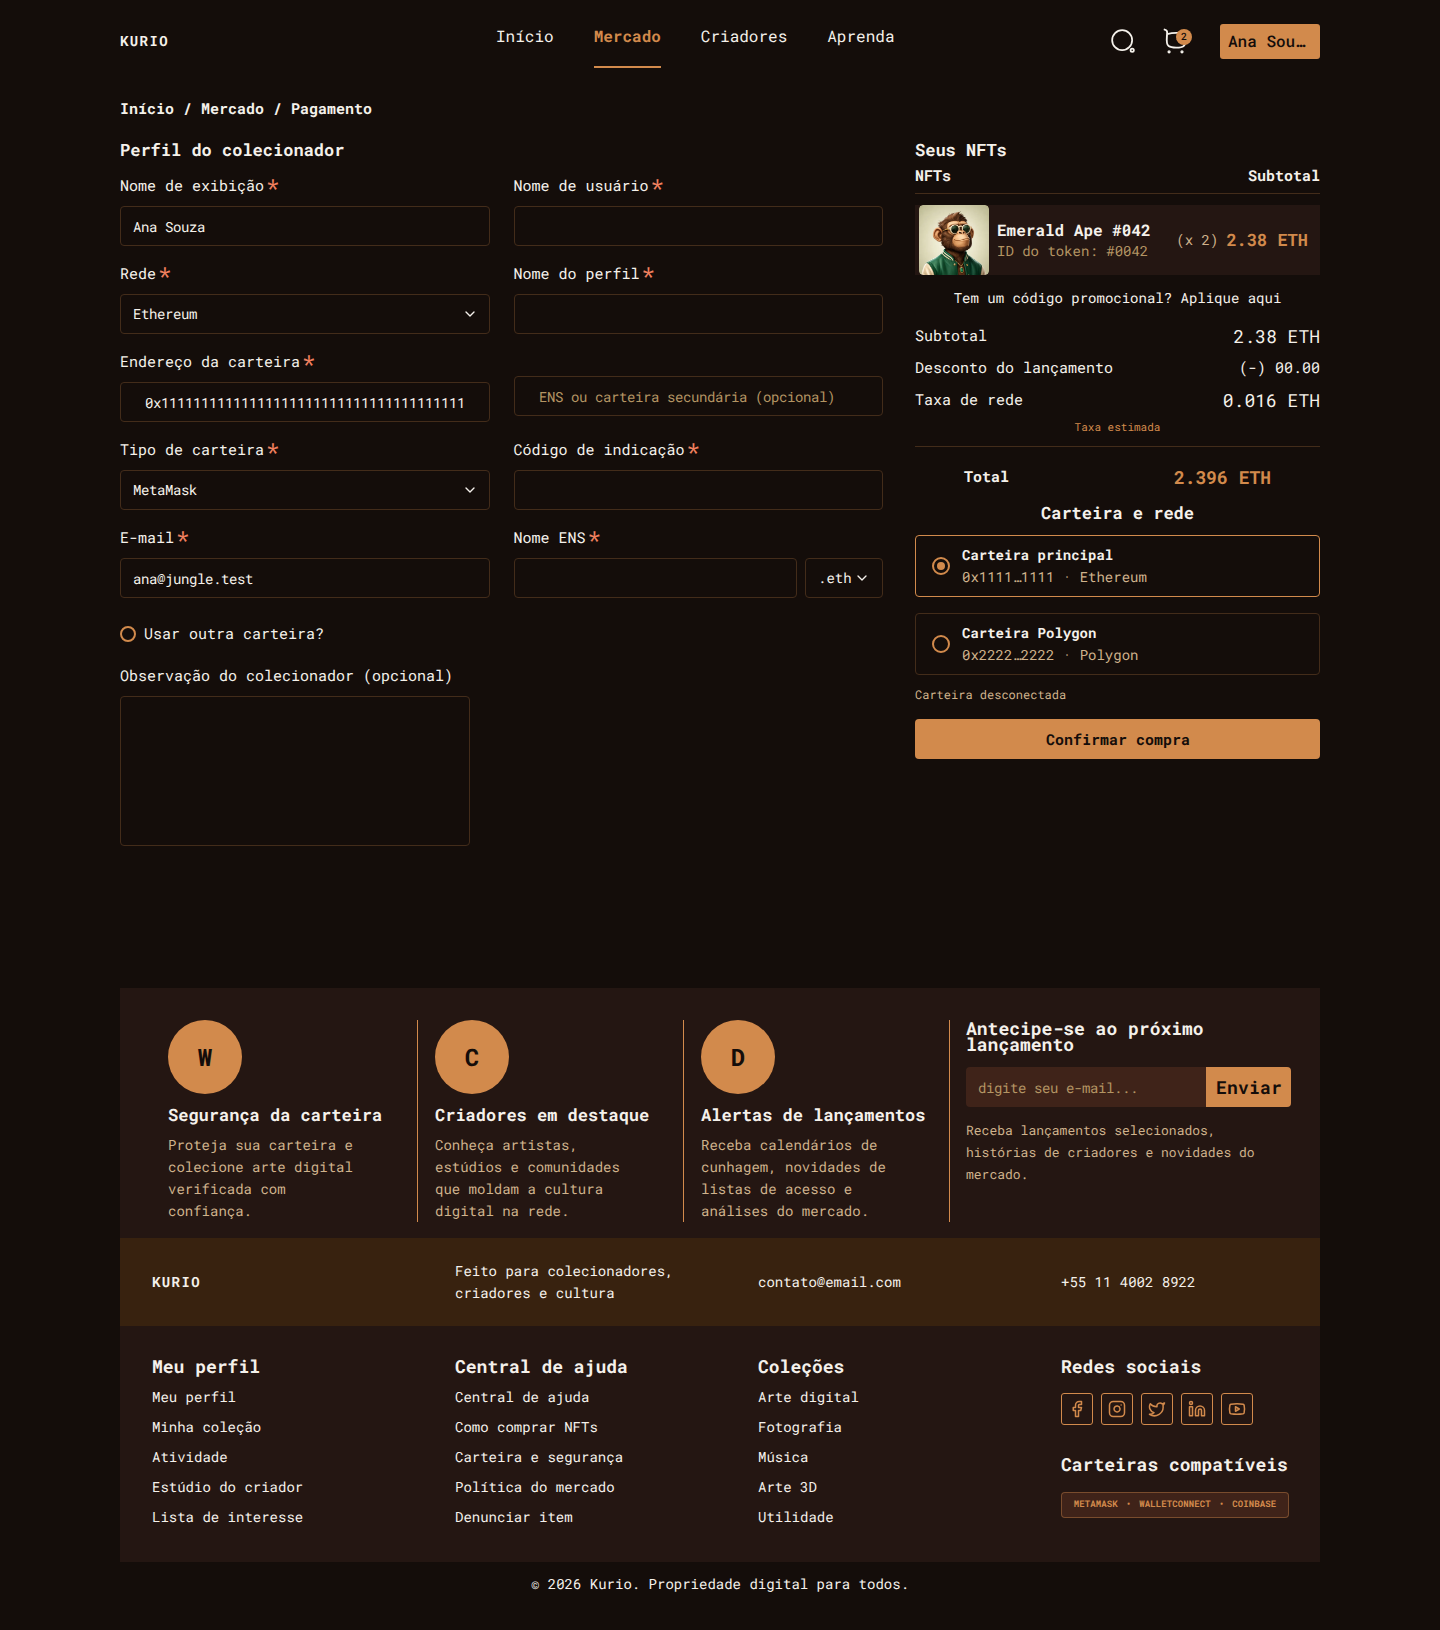 KURIO
Início
Mercado
Criadores
Aprenda
2
Ana Sou…
Início / Mercado / Pagamento
Perfil do colecionador
Nome de exibição*
Nome de usuário*
Ana Souza
Rede*
Nome do perfil*
Ethereum
Endereço da carteira*
0x1111111111111111111111111111111111111111
ENS ou carteira secundária (opcional)
Tipo de carteira*
Código de indicação*
MetaMask
E-mail*
Nome ENS*
ana@jungle.test
.eth
Usar outra carteira?
Observação do colecionador (opcional)
Seus NFTs
NFTs
Subtotal
Emerald Ape #042
ID do token: #0042
(x 2) 2.38 ETH
Tem um código promocional? Aplique aqui
Subtotal
2.38 ETH
Desconto do lançamento
(-) 00.00
Taxa de rede
0.016 ETH
Taxa estimada
Total
2.396 ETH
Carteira e rede
Carteira principal
0x1111…1111 · Ethereum
Carteira Polygon
0x2222…2222 · Polygon
Carteira desconectada
Confirmar compra
W
Segurança da carteira
Proteja sua carteira e
colecione arte digital
verificada com
confiança.
C
Criadores em destaque
Conheça artistas,
estúdios e comunidades
que moldam a cultura
digital na rede.
D
Alertas de lançamentos
Receba calendários de
cunhagem, novidades de
listas de acesso e
análises do mercado.
Antecipe-se ao próximo
lançamento
digite seu e-mail...
Enviar
Receba lançamentos selecionados,
histórias de criadores e novidades do
mercado.
KURIO
Feito para colecionadores,
criadores e cultura
contato@email.com
+55 11 4002 8922
Meu perfil
Meu perfil
Minha coleção
Atividade
Estúdio do criador
Lista de interesse
Central de ajuda
Central de ajuda
Como comprar NFTs
Carteira e segurança
Política do mercado
Denunciar item
Coleções
Arte digital
Fotografia
Música
Arte 3D
Utilidade
Redes sociais
Carteiras compatíveis
METAMASK · WALLETCONNECT · COINBASE
© 2026 Kurio. Propriedade digital para todos.